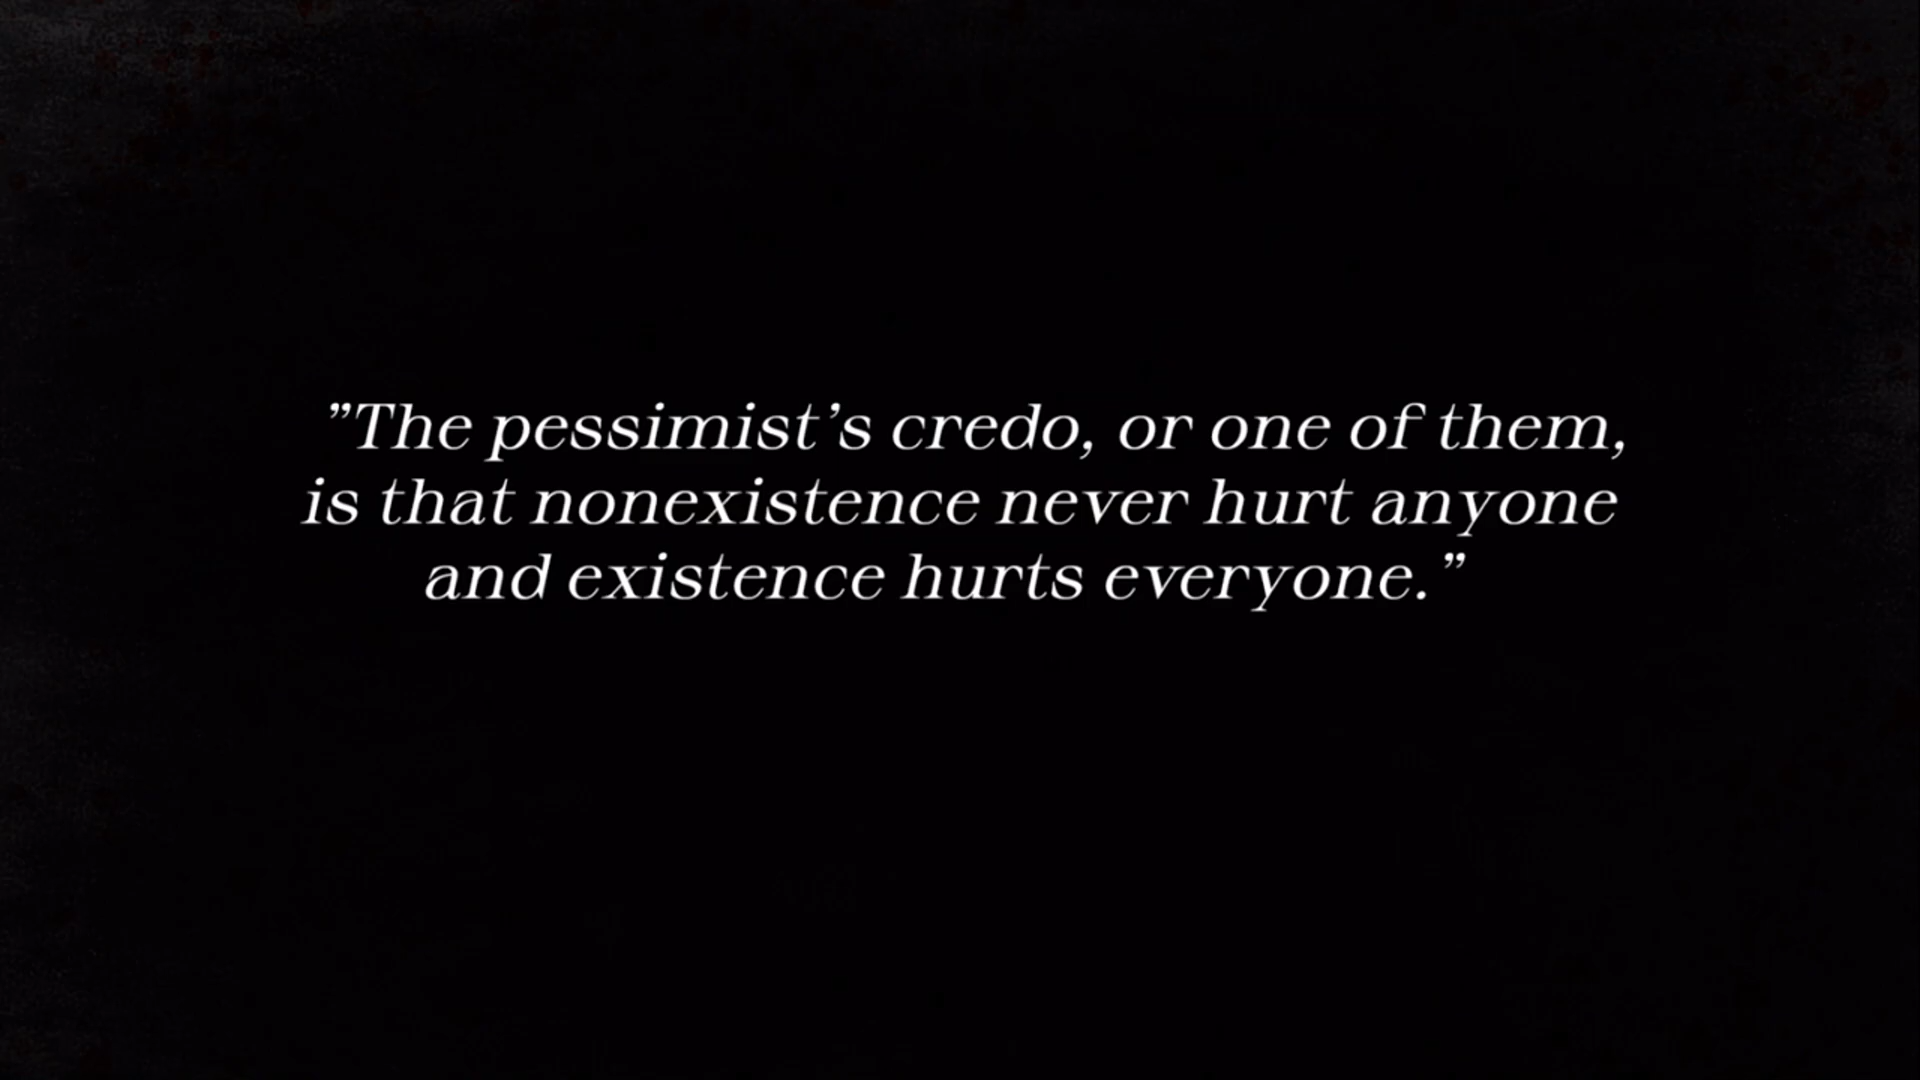 ”The pessimist’s credo, or one of them,
is that nonexistence never hurt anyone
and existence hurts everyone.”